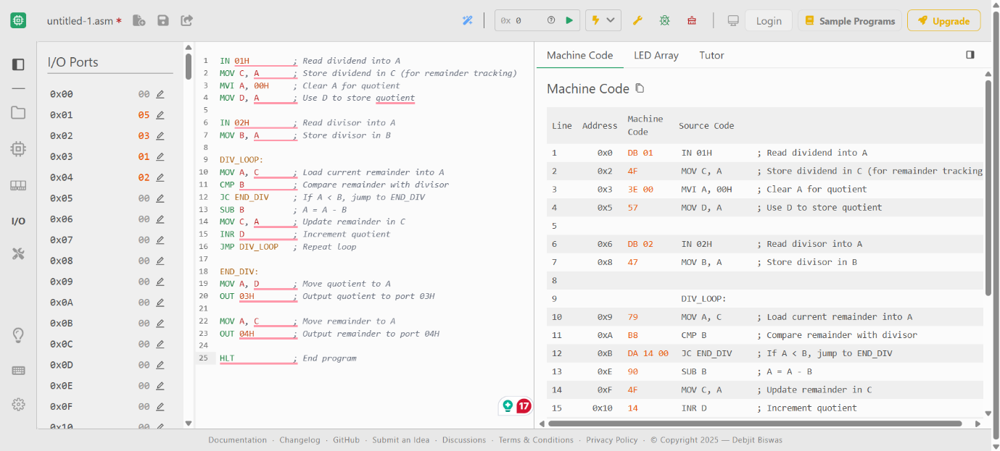 untitled-1.asm *
0x 0
Login
Sample Programs
Upgrade
I/O Ports
0x00 00
0x01 05
0x02 03
0x03 01
0x04 02
0x05 00
0x06 00
0x07 00
0x08 00
0x09 00
0x0A 00
0x0B 00
0x0C 00
0x0D 00
0x0E 00
0x0F 00
0x10 00
I/O
1 IN 01H ; Read dividend into A
2 MOV C, A ; Store dividend in C (for remainder tracking)
3 MVI A, 00H ; Clear A for quotient
4 MOV D, A ; Use D to store quotient
5
6 IN 02H ; Read divisor into A
7 MOV B, A ; Store divisor in B
8
9 DIV_LOOP:
10 MOV A, C ; Load current remainder into A
11 CMP B ; Compare remainder with divisor
12 JC END_DIV ; If A < B, jump to END_DIV
13 SUB B ; A = A - B
14 MOV C, A ; Update remainder in C
15 INR D ; Increment quotient
16 JMP DIV_LOOP ; Repeat loop
17
18 END_DIV:
19 MOV A, D ; Move quotient to A
20 OUT 03H ; Output quotient to port 03H
21
22 MOV A, C ; Move remainder to A
23 OUT 04H ; Output remainder to port 04H
24
25 HLT ; End program
17
Machine Code LED Array Tutor
Machine Code
Line Address Machine Code Source Code
1 0x0 DB 01 IN 01H ; Read dividend into A
2 0x2 4F MOV C, A ; Store dividend in C (for remainder tracking
3 0x3 3E 00 MVI A, 00H ; Clear A for quotient
4 0x5 57 MOV D, A ; Use D to store quotient
5
6 0x6 DB 02 IN 02H ; Read divisor into A
7 0x8 47 MOV B, A ; Store divisor in B
8
9 DIV_LOOP:
10 0x9 79 MOV A, C ; Load current remainder into A
11 0xA B8 CMP B ; Compare remainder with divisor
12 0xB DA 14 00 JC END_DIV ; If A < B, jump to END_DIV
13 0xE 90 SUB B ; A = A - B
14 0xF 4F MOV C, A ; Update remainder in C
15 0x10 14 INR D ; Increment quotient
Documentation · Changelog · GitHub · Submit an Idea · Discussions · Terms & Conditions · Privacy Policy · © Copyright 2025 — Debjit Biswas